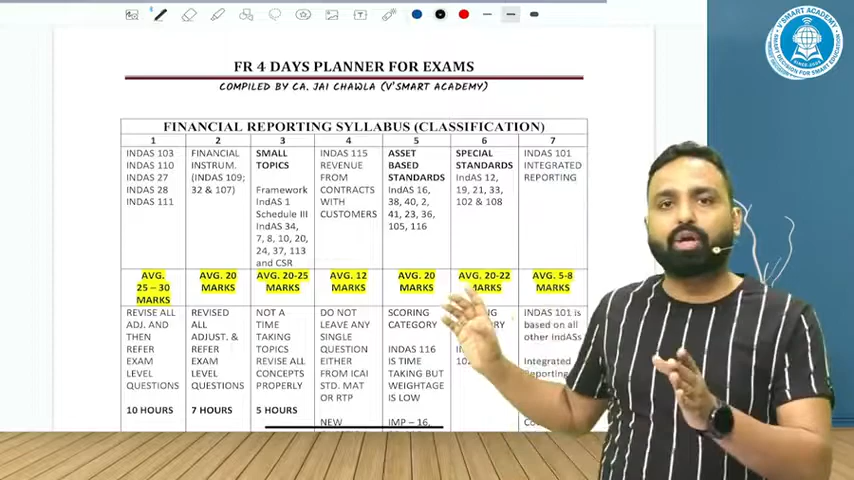 V'SMART ACADEMY
SMART DECISION FOR SMART EDUCATION
FR 4 DAYS PLANNER FOR EXAMS
COMPILED BY CA. JAI CHAWLA (V'SMART ACADEMY)
FINANCIAL REPORTING SYLLABUS (CLASSIFICATION)
1 2 3 4 5 6 7
INDAS 103
INDAS 110
INDAS 27
INDAS 28
INDAS 111
FINANCIAL
INSTRUM.
(INDAS 109;
32 & 107)
SMALL
TOPICS
Framework
IndAS 1
Schedule III
IndAS 34,
7, 8, 10, 20,
24, 37, 113
and CSR
INDAS 115
REVENUE
FROM
CONTRACTS
WITH
CUSTOMERS
ASSET
BASED
STANDARDS
IndAS 16,
38, 40, 2,
41, 23, 36,
105, 116
SPECIAL
STANDARDS
IndAS 12,
19, 21, 33,
102 & 108
INDAS 101
INTEGRATED
REPORTING
AVG.
25 – 30
MARKS
AVG. 20
MARKS
AVG. 20-25
MARKS
AVG. 12
MARKS
AVG. 20
MARKS
AVG. 20-22
MARKS
AVG. 5-8
MARKS
REVISE ALL
ADJ. AND
THEN
REFER
EXAM
LEVEL
QUESTIONS
10 HOURS
REVISED
ALL
ADJUST. &
REFER
EXAM
LEVEL
QUESTIONS
7 HOURS
NOT A
TIME
TAKING
TOPICS
REVISE ALL
CONCEPTS
PROPERLY
5 HOURS
DO NOT
LEAVE ANY
SINGLE
QUESTION
EITHER
FROM ICAI
STD. MAT
OR RTP
NEW
SCORING
CATEGORY
INDAS 116
IS TIME
TAKING BUT
WEIGHTAGE
IS LOW
IMP – 16,
INDAS 101 is
based on all
other IndASs
Integrated
Reporting